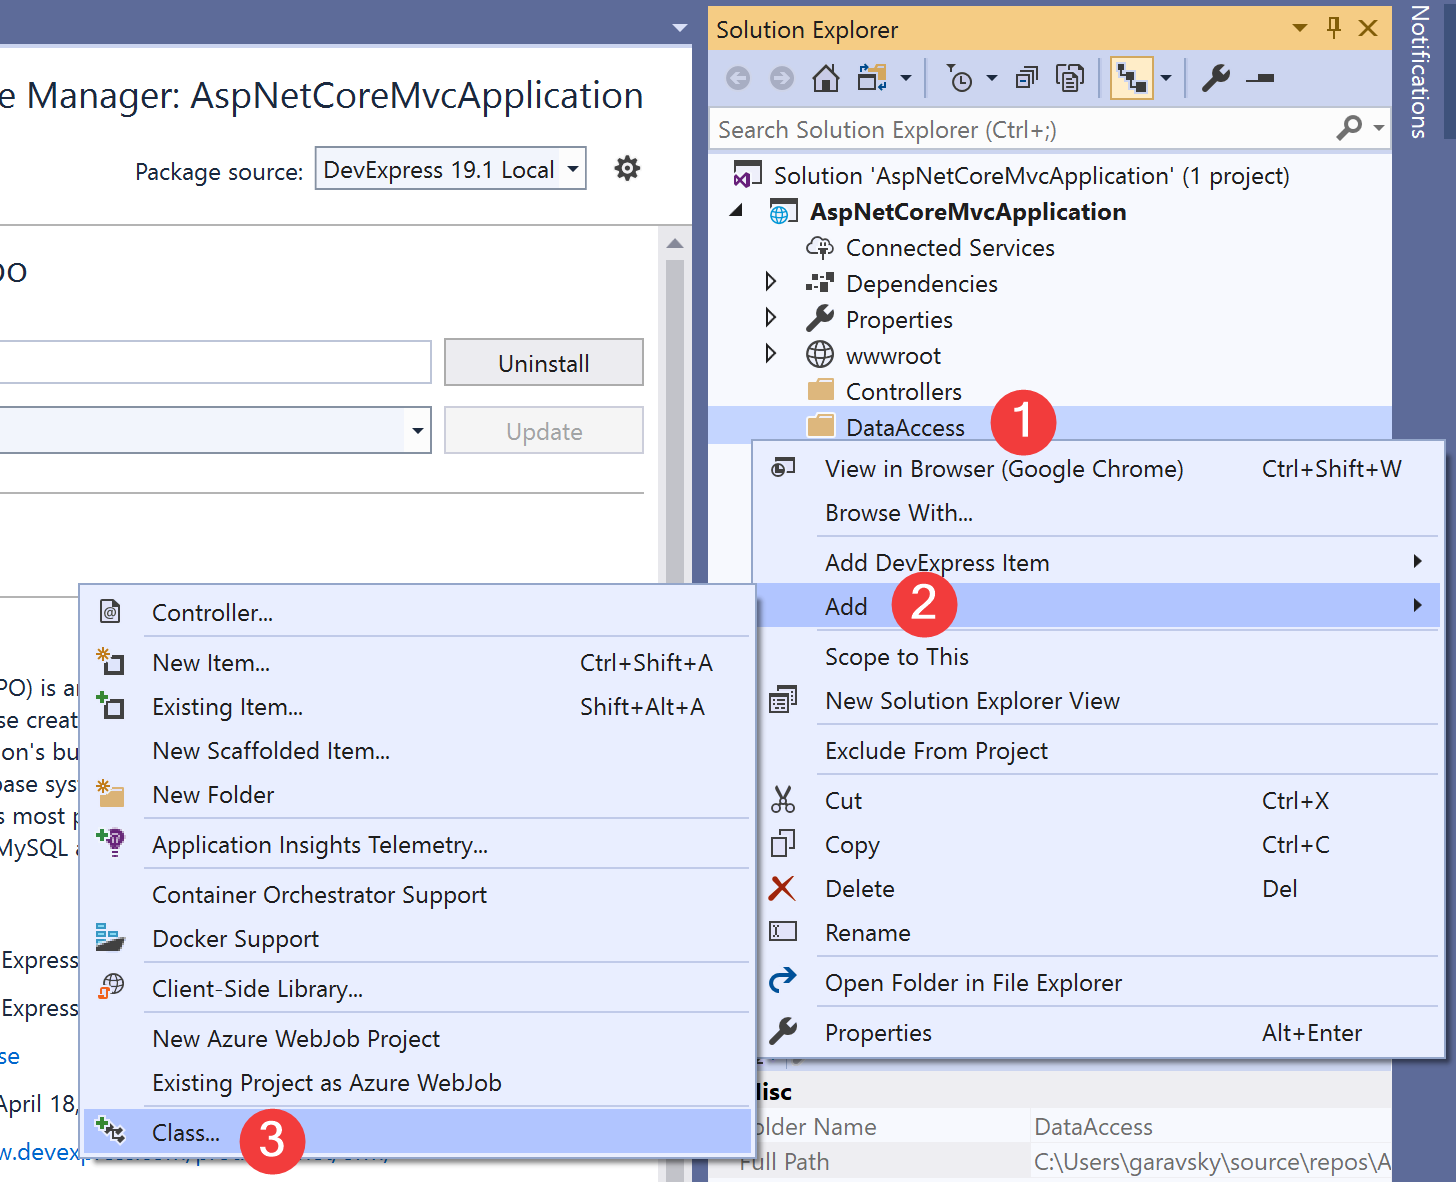 e Manager: AspNetCoreMvcApplication
Package source: DevExpress 19.1 Local
Uninstall
Update
PO) is
se creat
on's bu
base sys
s most
MySQL
Express
Express
se
April 18,
Solution Explorer
Search Solution Explorer (Ctrl+;)
Solution 'AspNetCoreMvcApplication' (1 project)
AspNetCoreMvcApplication
Connected Services
Dependencies
Properties
wwwroot
Controllers
DataAccess 1
View in Browser (Google Chrome) Ctrl+Shift+W
Browse With...
Add DevExpress Item
Add 2
Scope to This
New Solution Explorer View
Exclude From Project
Cut Ctrl+X
Copy Ctrl+C
Delete Del
Rename
Open Folder in File Explorer
Properties Alt+Enter
Controller...
New Item... Ctrl+Shift+A
Existing Item... Shift+Alt+A
New Scaffolded Item...
New Folder
Application Insights Telemetry...
Container Orchestrator Support
Docker Support
Client-Side Library...
New Azure WebJob Project
Existing Project as Azure WebJob
Class... 3
isc
older Name DataAccess
Full Path C:\Users\garavsky\source\repos\A
Notifications